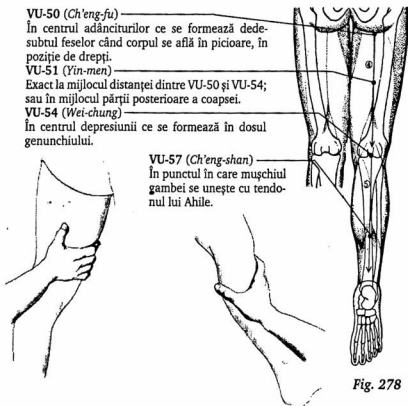 VU-50 (Ch'eng-fu)
În centrul adânciturilor ce se formează dede-
subtul feselor când corpul se află în picioare, în
poziție de drepți.
VU-51 (Yin-men)
Exact la mijlocul distanței dintre VU-50 și VU-54;
sau în mijlocul părții posterioare a coapsei.
VU-54 (Wei-chung)
În centrul depresiunii ce se formează în dosul
genunchiului.
VU-57 (Ch'eng-shan)
În punctul în care mușchiul
gambei se unește cu tendo-
nul lui Ahile.
4
5
Fig. 278